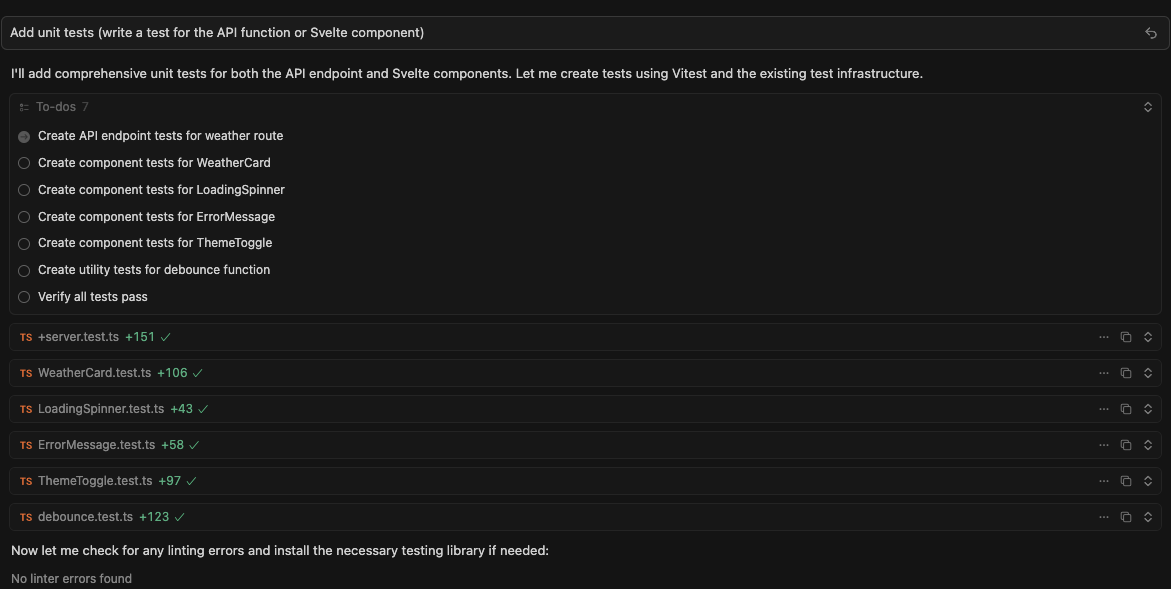 Add unit tests (write a test for the API function or Svelte component)
I'll add comprehensive unit tests for both the API endpoint and Svelte components. Let me create tests using Vitest and the existing test infrastructure.
To-dos 7
Create API endpoint tests for weather route
Create component tests for WeatherCard
Create component tests for LoadingSpinner
Create component tests for ErrorMessage
Create component tests for ThemeToggle
Create utility tests for debounce function
Verify all tests pass
TS +server.test.ts +151
TS WeatherCard.test.ts +106
TS LoadingSpinner.test.ts +43
TS ErrorMessage.test.ts +58
TS ThemeToggle.test.ts +97
TS debounce.test.ts +123
Now let me check for any linting errors and install the necessary testing library if needed:
No linter errors found